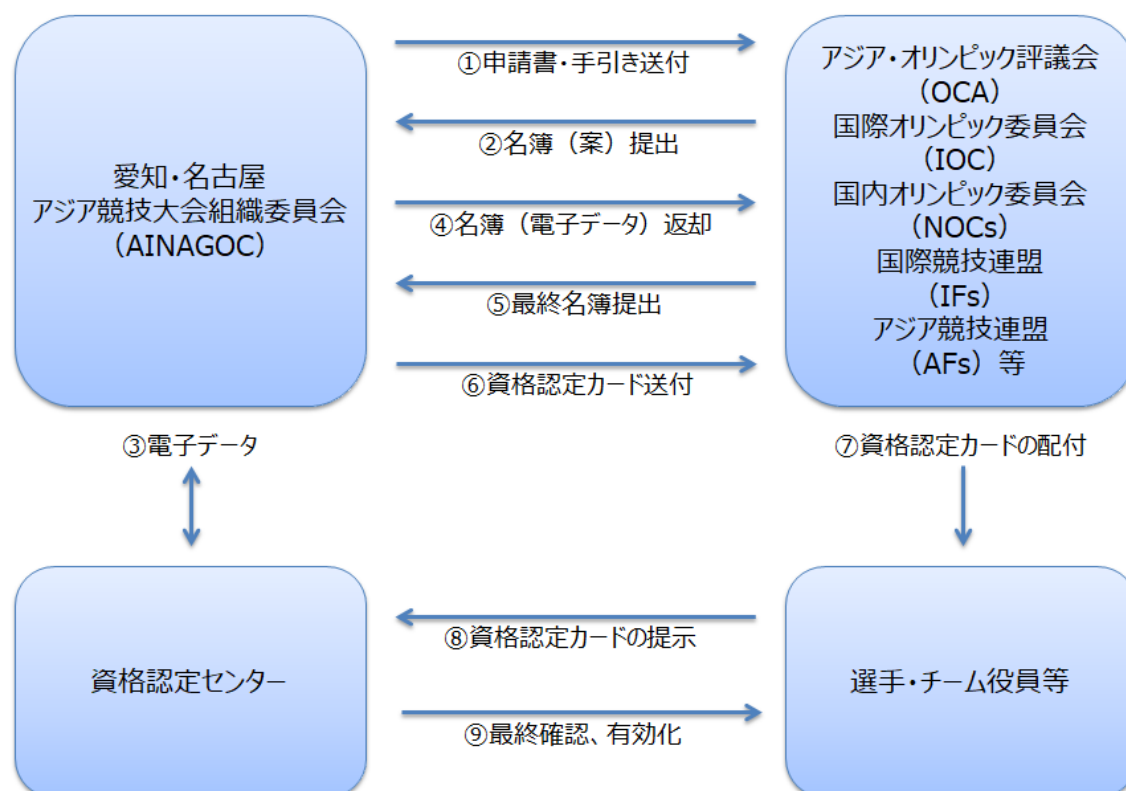 愛知・名古屋
アジア競技大会組織委員会
（AINAGOC）
①申請書・手引き送付
②名簿（案）提出
④名簿（電子データ）返却
⑤最終名簿提出
⑥資格認定カード送付
アジア・オリンピック評議会
（OCA）
国際オリンピック委員会
（IOC）
国内オリンピック委員会
（NOCs）
国際競技連盟
（IFs）
アジア競技連盟
（AFs）等
③電子データ
⑦資格認定カードの配付
資格認定センター
⑧資格認定カードの提示
⑨最終確認、有効化
選手・チーム役員等